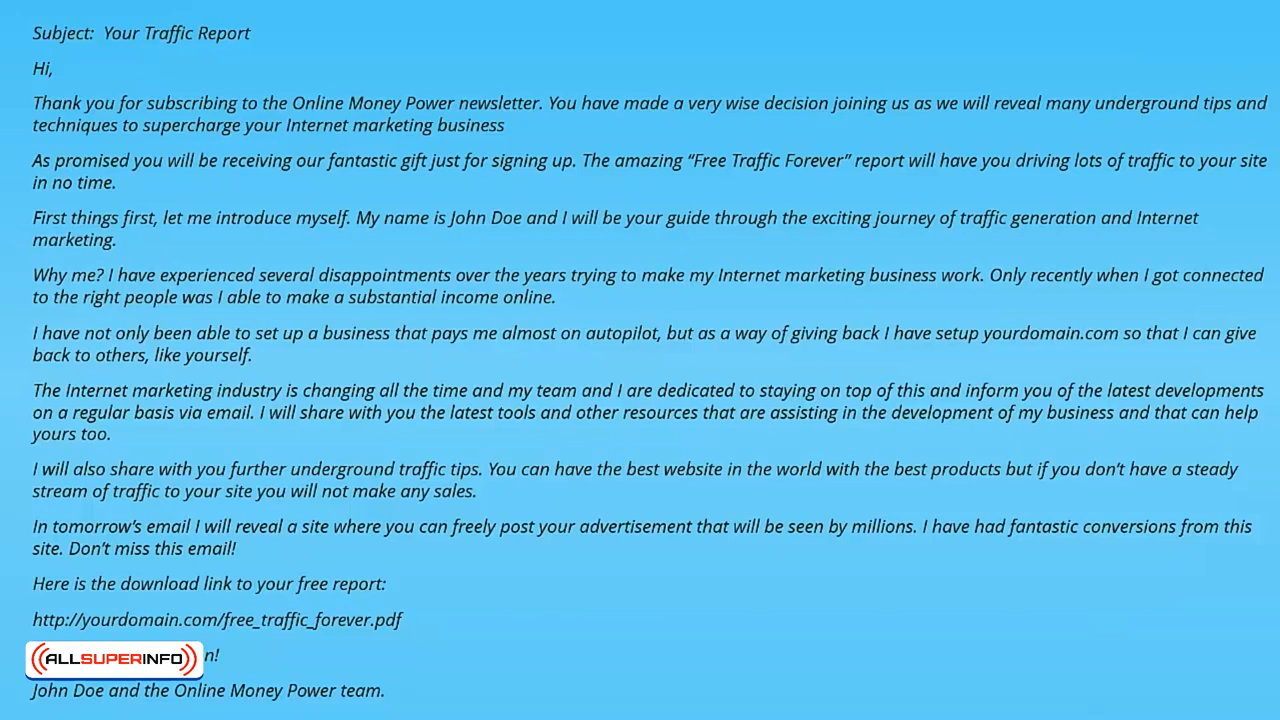 Subject:  Your Traffic Report
Hi,
Thank you for subscribing to the Online Money Power newsletter. You have made a very wise decision joining us as we will reveal many underground tips and
techniques to supercharge your Internet marketing business
As promised you will be receiving our fantastic gift just for signing up. The amazing “Free Traffic Forever” report will have you driving lots of traffic to your site
in no time.
First things first, let me introduce myself. My name is John Doe and I will be your guide through the exciting journey of traffic generation and Internet
marketing.
Why me? I have experienced several disappointments over the years trying to make my Internet marketing business work. Only recently when I got connected
to the right people was I able to make a substantial income online.
I have not only been able to set up a business that pays me almost on autopilot, but as a way of giving back I have setup yourdomain.com so that I can give
back to others, like yourself.
The Internet marketing industry is changing all the time and my team and I are dedicated to staying on top of this and inform you of the latest developments
on a regular basis via email. I will share with you the latest tools and other resources that are assisting in the development of my business and that can help
yours too.
I will also share with you further underground traffic tips. You can have the best website in the world with the best products but if you don’t have a steady
stream of traffic to your site you will not make any sales.
In tomorrow’s email I will reveal a site where you can freely post your advertisement that will be seen by millions. I have had fantastic conversions from this
site. Don’t miss this email!
Here is the download link to your free report:
http://yourdomain.com/free_traffic_forever.pdf
ALLSUPERINFO n!
John Doe and the Online Money Power team.